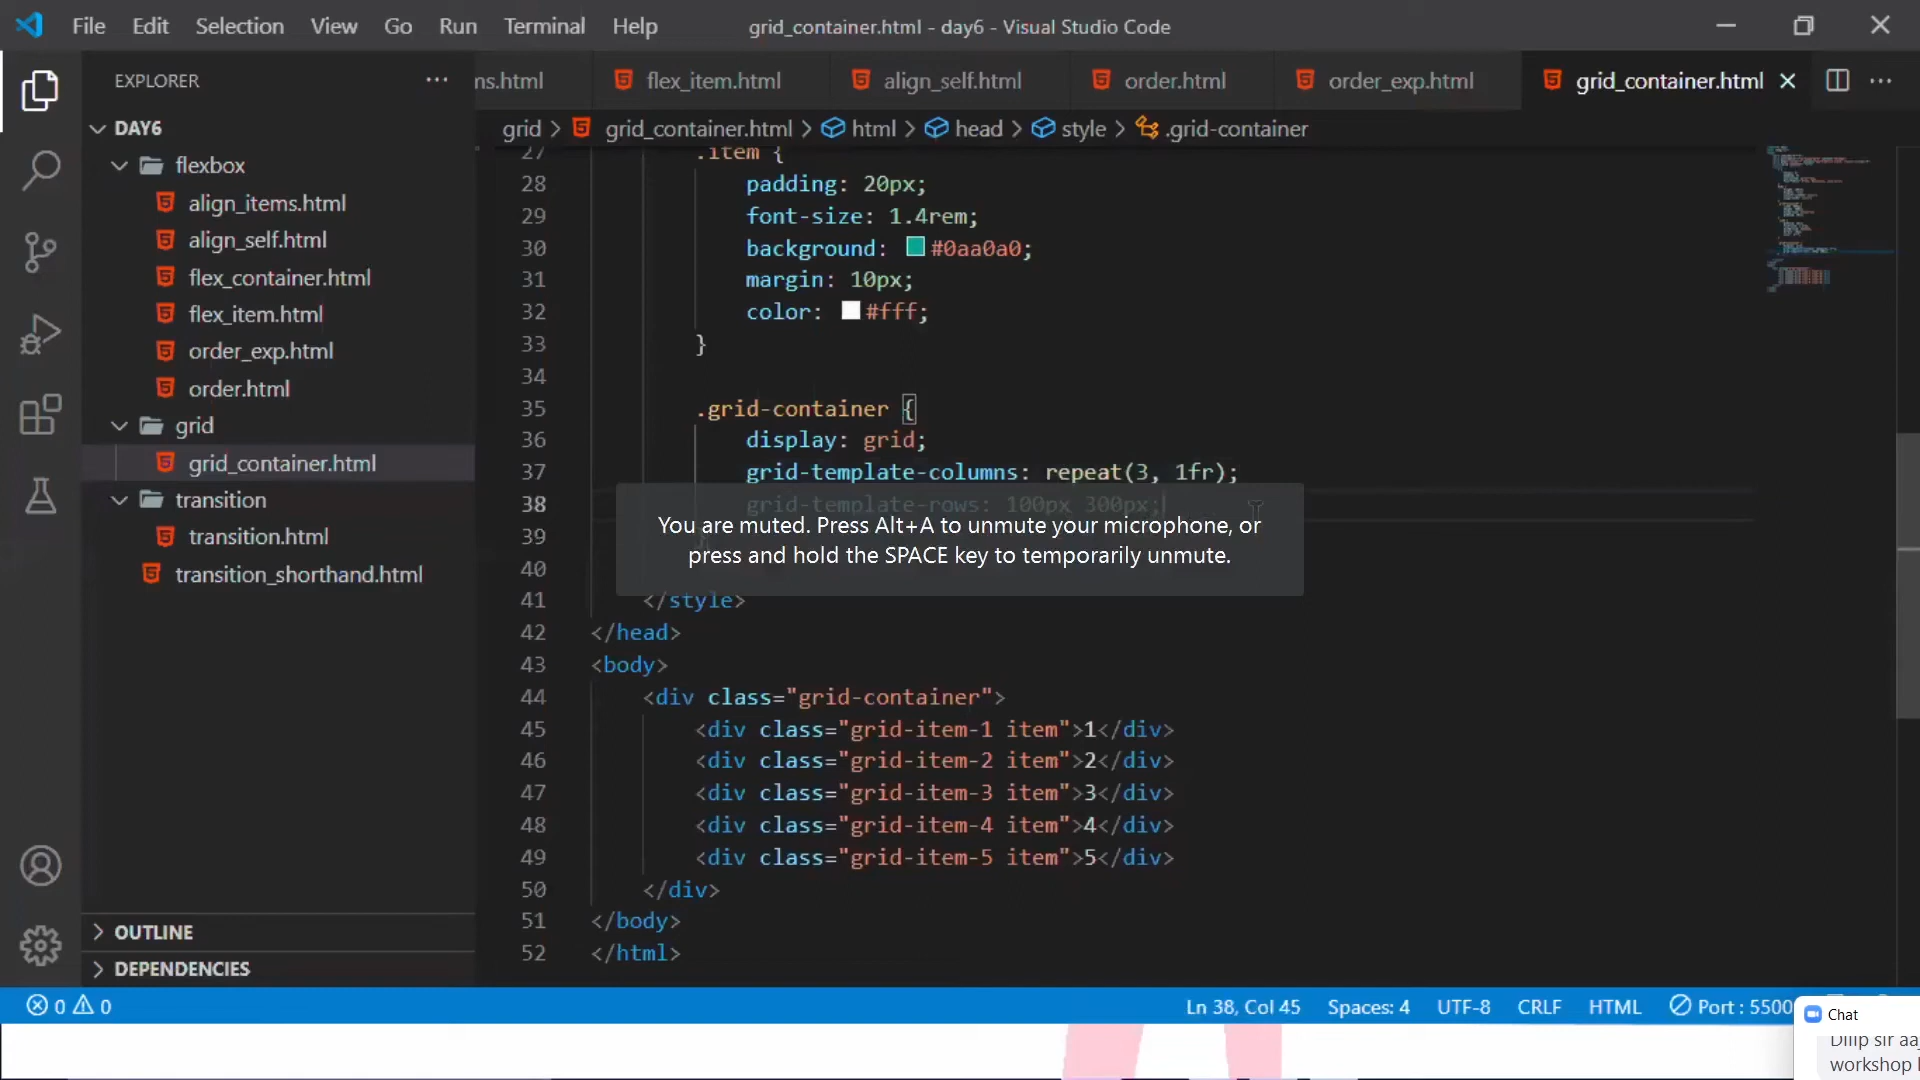 File Edit Selection View Go Run Terminal Help grid_container.html - day6 - Visual Studio Code
EXPLORER
ms.html flex_item.html align_self.html order.html order_exp.html grid_container.html
DAY6
grid > grid_container.html > html > head > style > .grid-container
flexbox
align_items.html
align_self.html
flex_container.html
flex_item.html
order_exp.html
order.html
grid
grid_container.html
transition
transition.html
transition_shorthand.html
OUTLINE
DEPENDENCIES
27 .item {
28 padding: 20px;
29 font-size: 1.4rem;
30 background: #0aa0a0;
31 margin: 10px;
32 color: #fff;
33 }
34
35 .grid-container {
36 display: grid;
37 grid-template-columns: repeat(3, 1fr);
38 grid-template-rows: 100px 300px;
39
40
41 </style>
42 </head>
43 <body>
44 <div class="grid-container">
45 <div class="grid-item-1 item">1</div>
46 <div class="grid-item-2 item">2</div>
47 <div class="grid-item-3 item">3</div>
48 <div class="grid-item-4 item">4</div>
49 <div class="grid-item-5 item">5</div>
50 </div>
51 </body>
52 </html>
You are muted. Press Alt+A to unmute your microphone, or
press and hold the SPACE key to temporarily unmute.
0 0 Ln 38, Col 45 Spaces: 4 UTF-8 CRLF HTML Port : 5500
Chat
Dilip sir
workshop